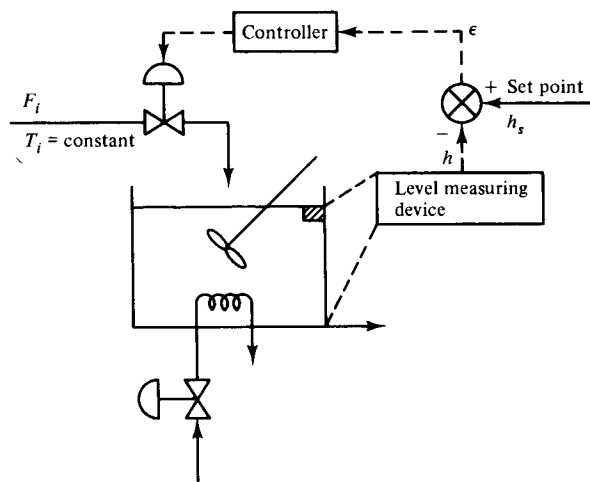 Controller
ϵ
F_i
T_i = constant
+ Set point
h_s
−
h
Level measuring
device